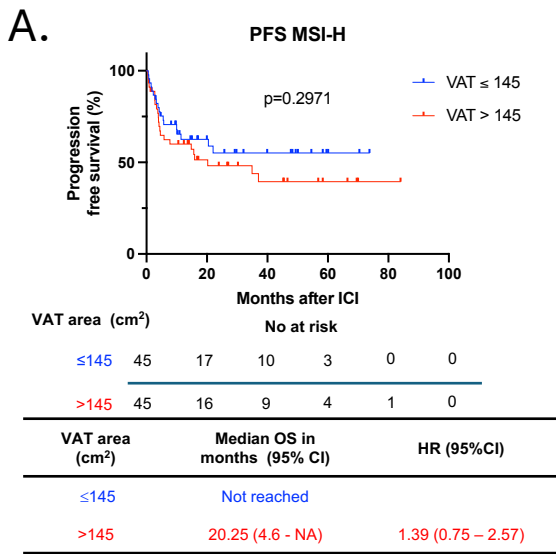 A.
PFS MSI-H
Progression
free survival (%)
100
50
0
p=0.2971
VAT ≤ 145
VAT > 145
0 20 40 60 80 100
Months after ICI
VAT area (cm²)
No at risk
≤145 45 17 10 3 0 0
>145 45 16 9 4 1 0
VAT area
(cm²)
Median OS in
months (95% CI)
HR (95%CI)
≤145 Not reached
>145 20.25 (4.6 - NA) 1.39 (0.75 – 2.57)